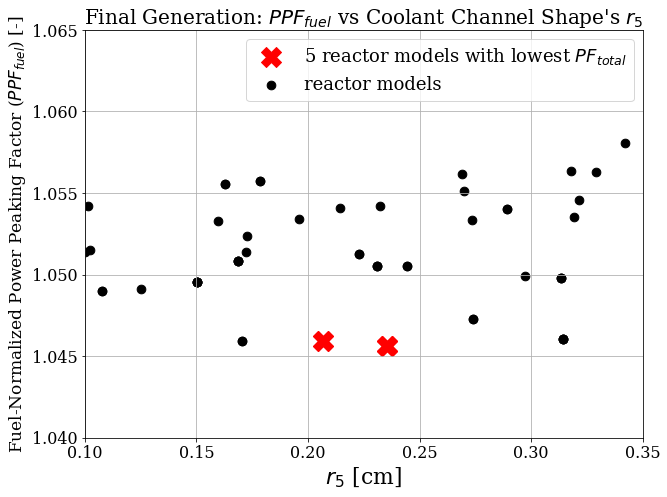 Final Generation: PPF_fuel vs Coolant Channel Shape's r_5
5 reactor models with lowest PF_total
reactor models
Fuel-Normalized Power Peaking Factor (PPF_fuel) [-]
1.065
1.060
1.055
1.050
1.045
1.040
0.10 0.15 0.20 0.25 0.30 0.35
r_5 [cm]